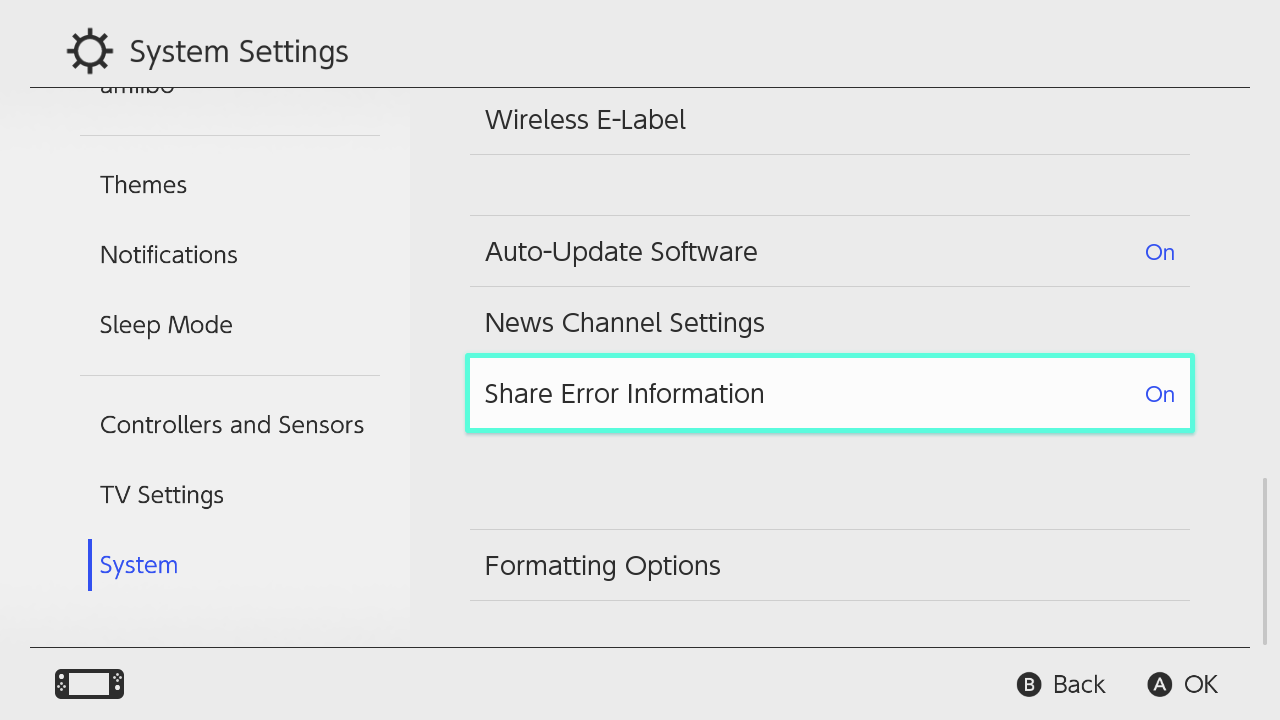 System Settings
amiibo
Themes
Notifications
Sleep Mode
Controllers and Sensors
TV Settings
System
Wireless E-Label
Auto-Update Software On
News Channel Settings
Share Error Information On
Formatting Options
B Back A OK